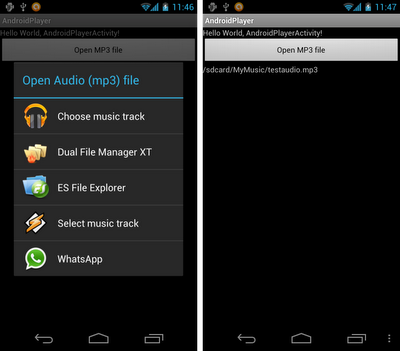 11:46
AndroidPlayer
Hello World, AndroidPlayerActivity!
Open MP3 file
Open Audio (mp3) file
Choose music track
Dual File Manager XT
ES File Explorer
Select music track
WhatsApp
11:47
AndroidPlayer
Hello World, AndroidPlayerActivity!
Open MP3 file
/sdcard/MyMusic/testaudio.mp3